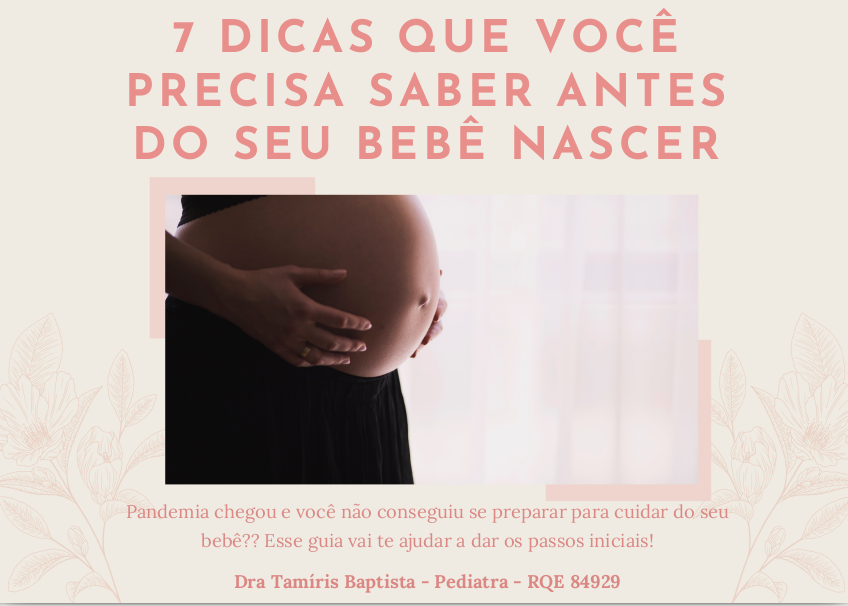 7 DICAS QUE VOCÊ
PRECISA SABER ANTES
DO SEU BEBÊ NASCER
Pandemia chegou e você não conseguiu se preparar para cuidar do seu
bebê?? Esse guia vai te ajudar a dar os passos iniciais!
Dra Tamíris Baptista - Pediatra - RQE 84929